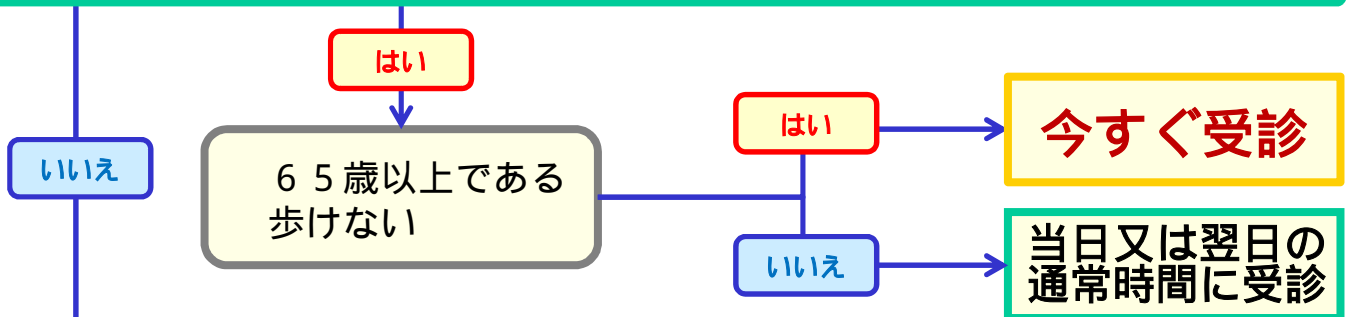 はい
はい
今すぐ受診
いいえ
６５歳以上である
歩けない
いいえ
当日又は翌日の
通常時間に受診